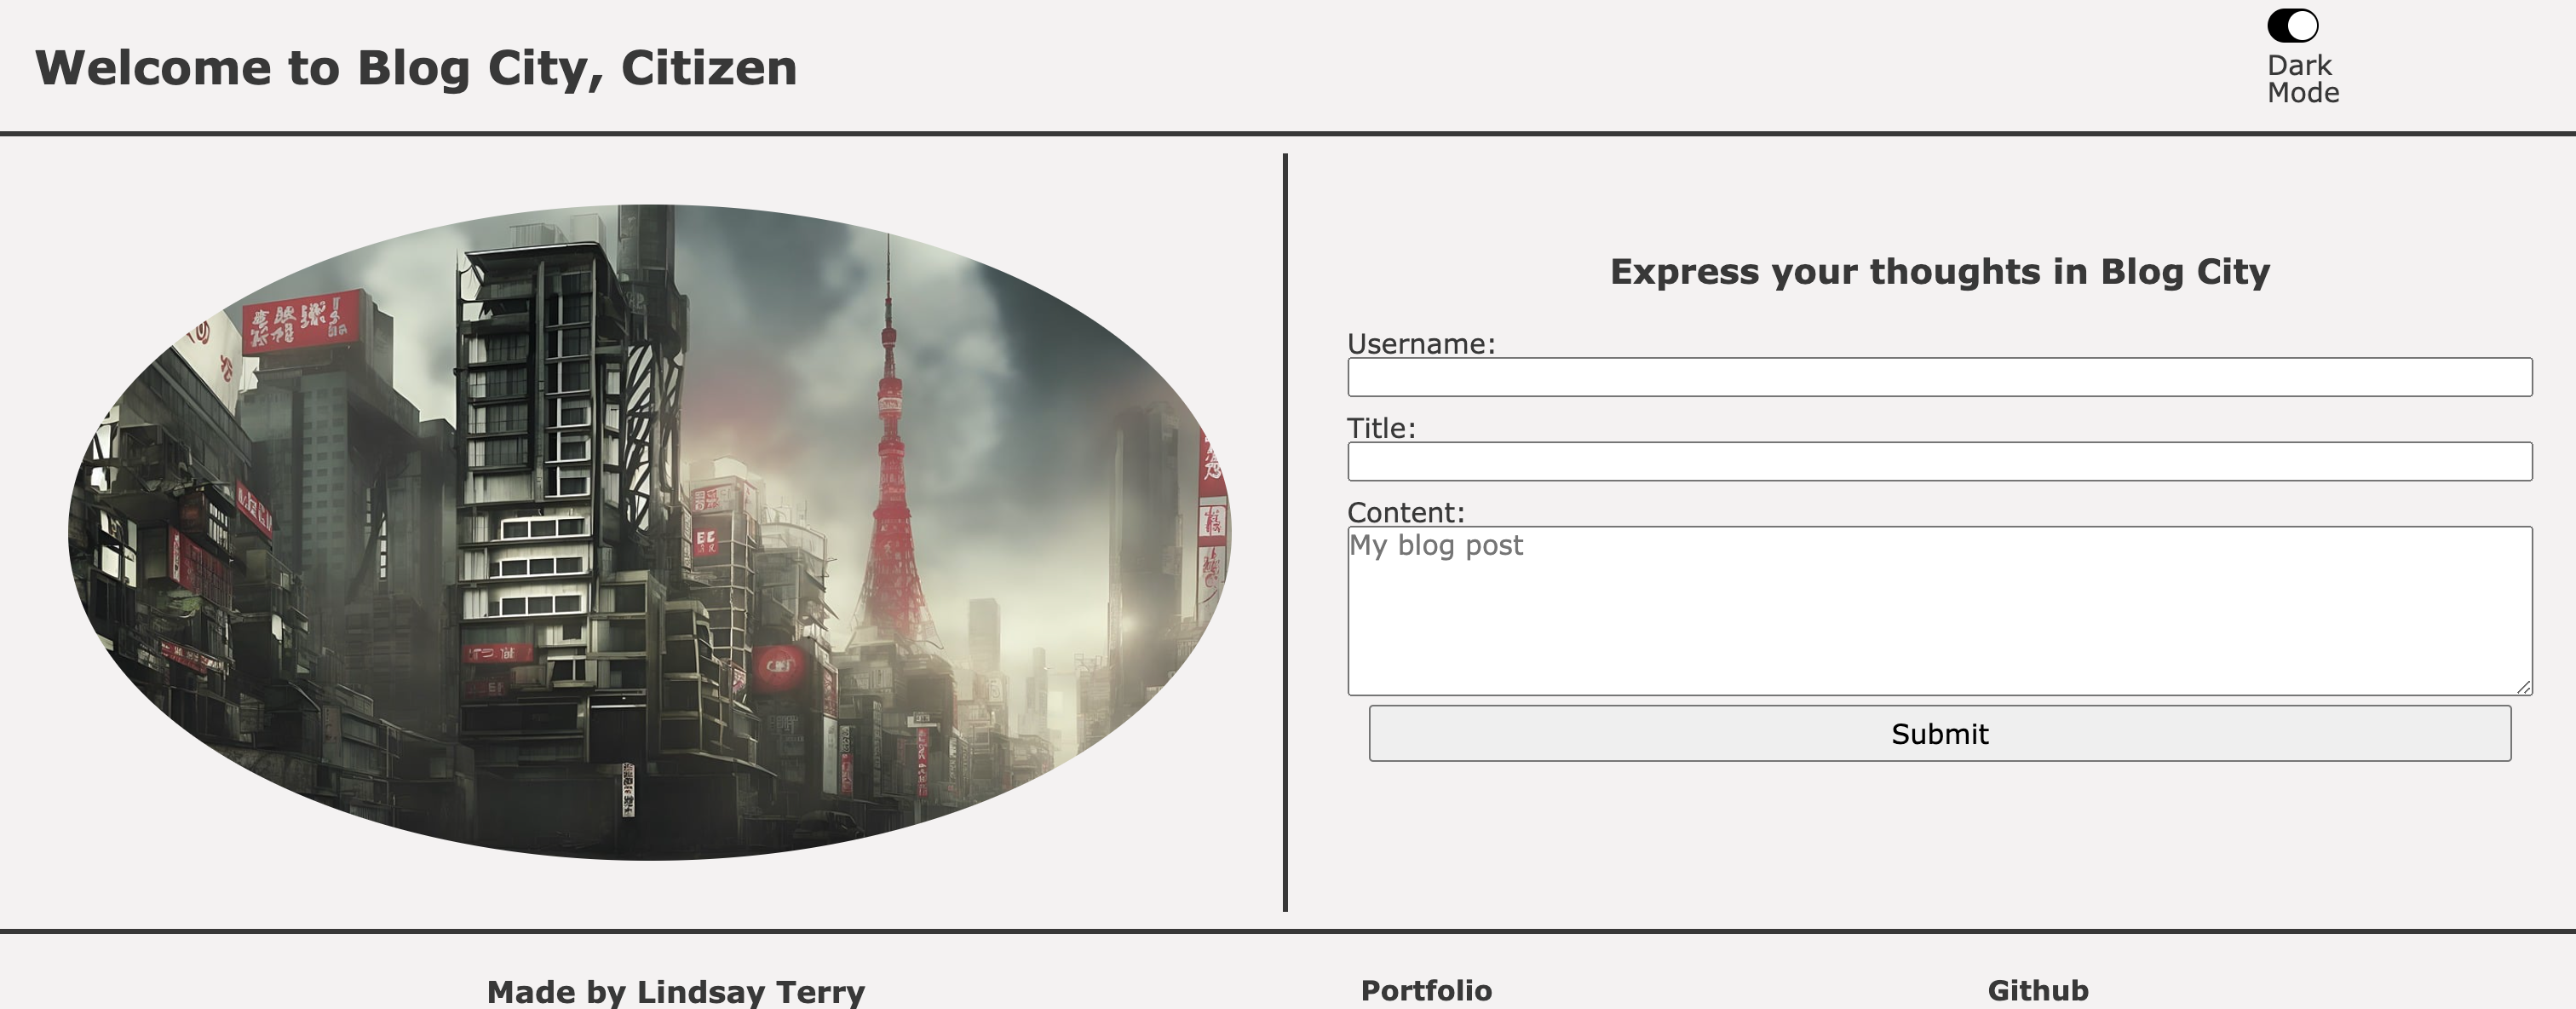 Welcome to Blog City, Citizen
Dark
Mode
Express your thoughts in Blog City
Username:
Title:
Content:
My blog post
Submit
Made by Lindsay Terry
Portfolio
Github